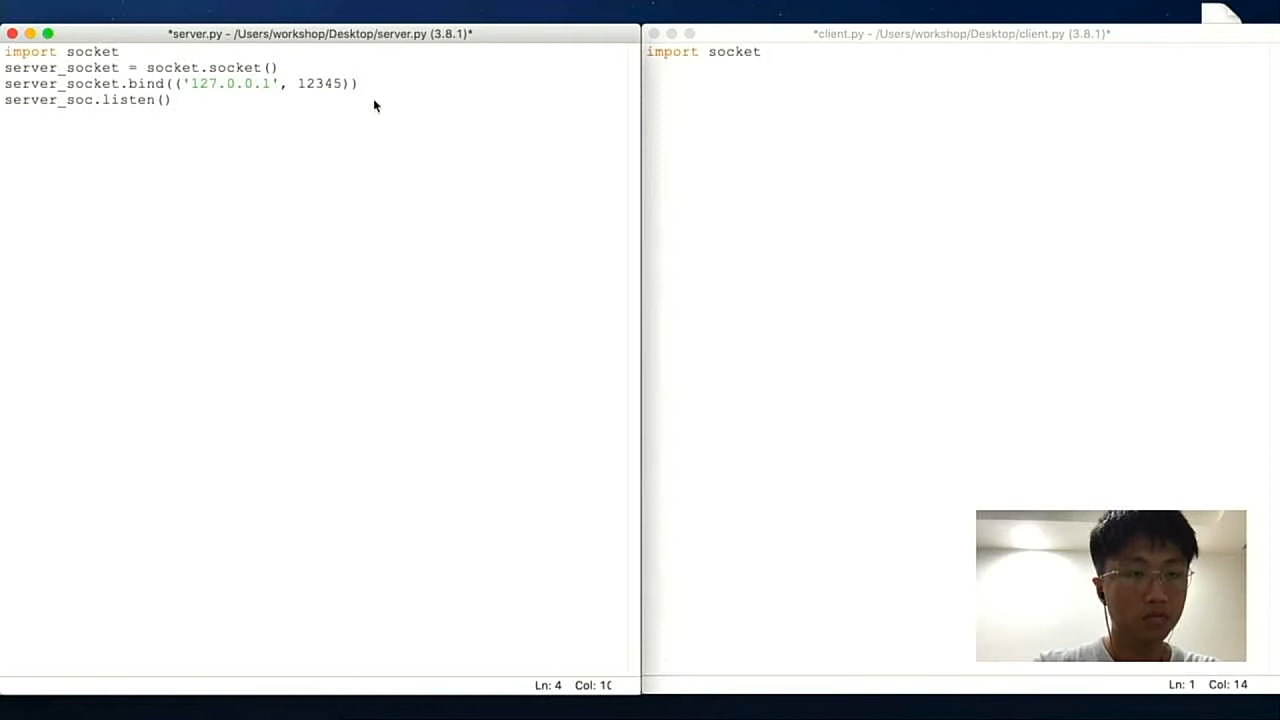 *server.py - /Users/workshop/Desktop/server.py (3.8.1)*
import socket
server_socket = socket.socket()
server_socket.bind(('127.0.0.1', 12345))
server_soc.listen()
Ln: 4 Col: 10
*client.py - /Users/workshop/Desktop/client.py (3.8.1)*
import socket
Ln: 1 Col: 14